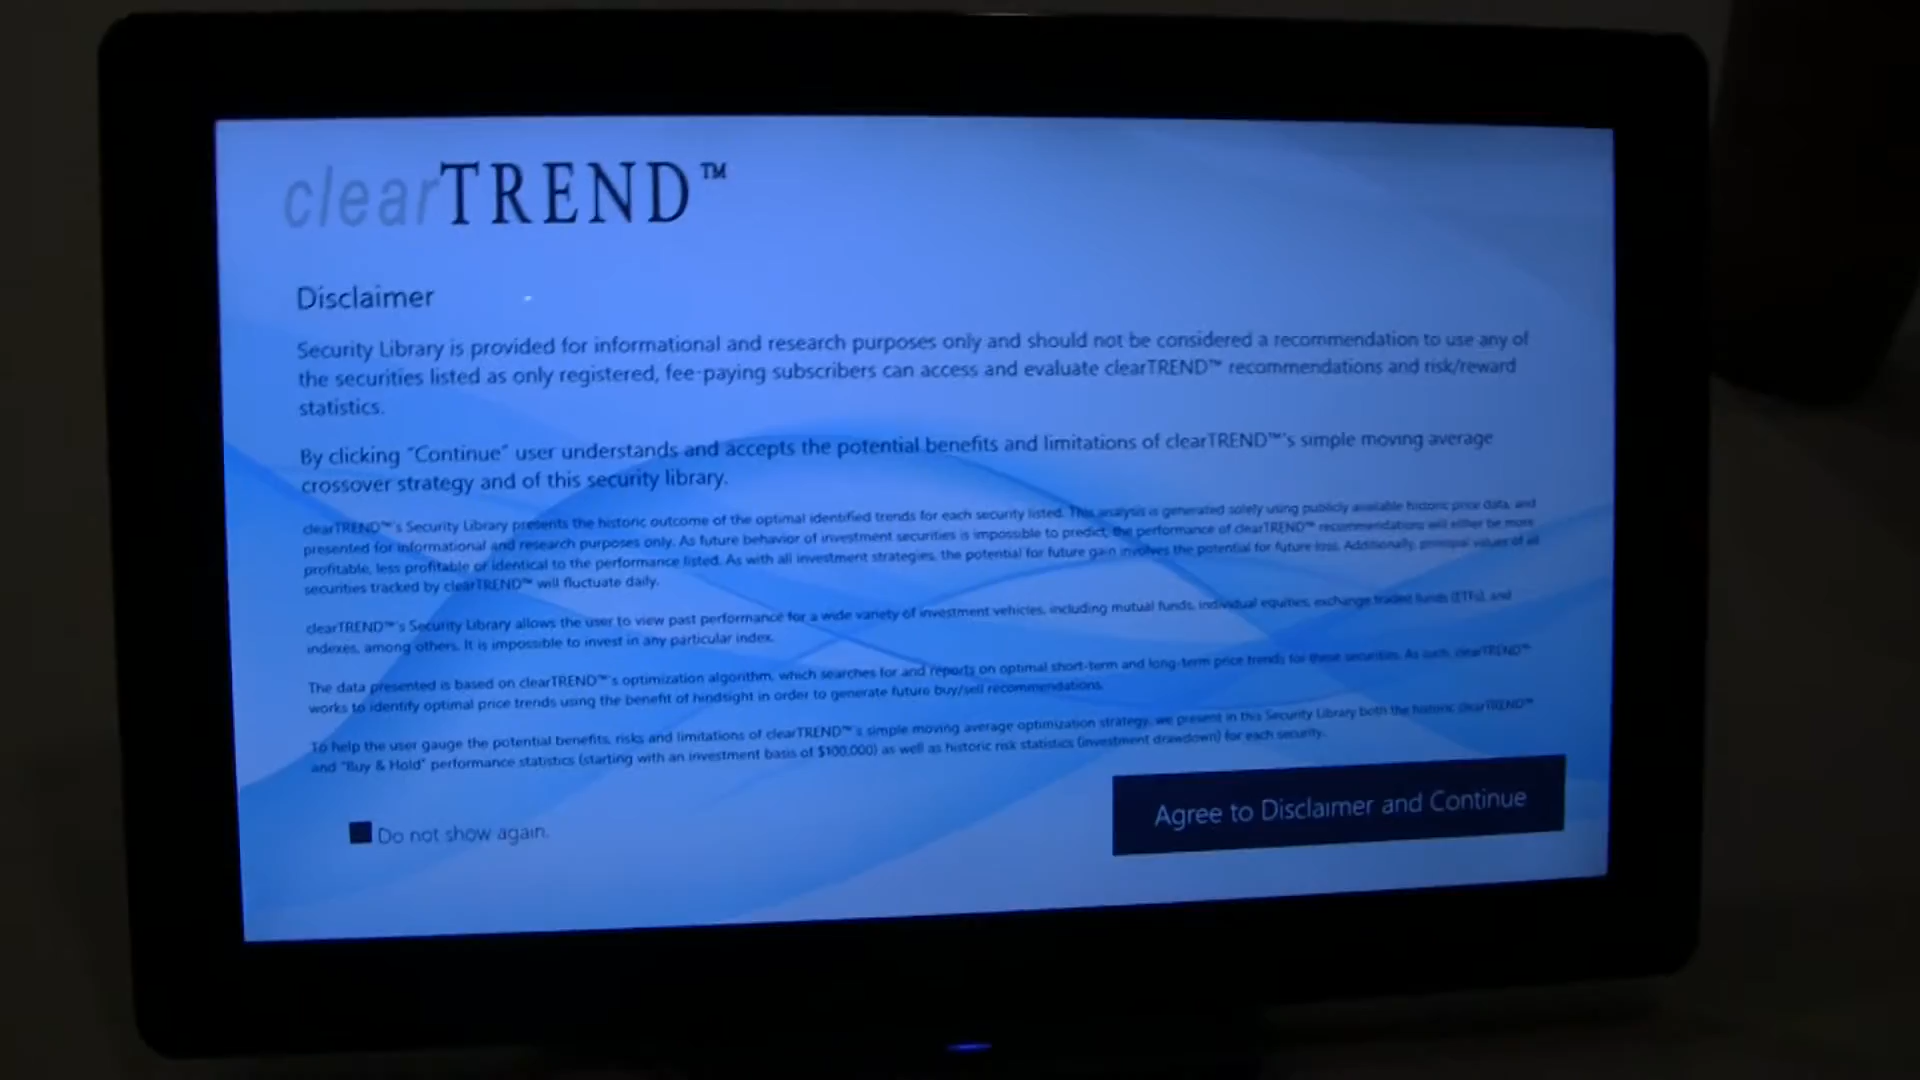 clearTREND™
Disclaimer
Security Library is provided for informational and research purposes only and should not be considered a recommendation to use any of
the securities listed as only registered, fee-paying subscribers can access and evaluate clearTREND™ recommendations and risk/reward
statistics.
By clicking "Continue" user understands and accepts the potential benefits and limitations of clearTREND™'s simple moving average
crossover strategy and of this security library.
clearTREND™'s Security Library presents the historic outcome of the optimal identified trends for each security listed. This analysis is generated solely using publicly available historic price data, and
presented for informational and research purposes only. As future behavior of investment securities is impossible to predict, the performance of clearTREND™ recommendations will either be more
profitable, less profitable or identical to the performance listed. As with all investment strategies, the potential for future gain involves the potential for future loss. Additionally, principal values of all
securities tracked by clearTREND™ will fluctuate daily.
clearTREND™'s Security Library allows the user to view past performance for a wide variety of investment vehicles, including mutual funds, individual equities, exchange traded funds (ETFs), and
indexes, among others. It is impossible to invest in any particular index.
The data presented is based on clearTREND™'s optimization algorithm, which searches for and reports on optimal short-term and long-term price trends for these securities. As such, clearTREND™
works to identify optimal price trends using the benefit of hindsight in order to generate future buy/sell recommendations.
To help the user gauge the potential benefits, risks and limitations of clearTREND™'s simple moving average optimization strategy, we present in this Security Library both the historic clearTREND™
and "Buy & Hold" performance statistics (starting with an investment basis of $100,000) as well as historic risk statistics (investment drawdown) for each security.
Do not show again.
Agree to Disclaimer and Continue